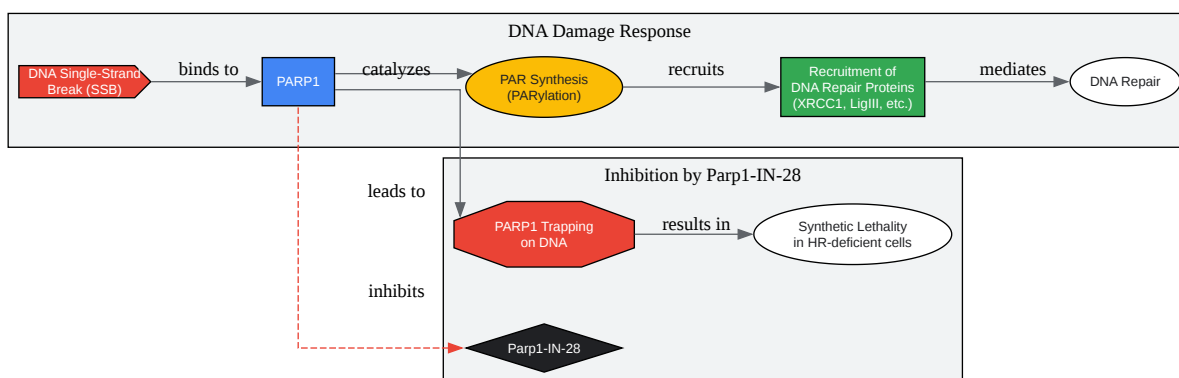 DNA Damage Response
DNA Single-Strand
Break (SSB)
binds to
PARP1
catalyzes
PAR Synthesis
(PARylation)
recruits
Recruitment of
DNA Repair Proteins
(XRCC1, LigIII, etc.)
mediates
DNA Repair
Inhibition by Parp1-IN-28
leads to
PARP1 Trapping
on DNA
results in
Synthetic Lethality
in HR-deficient cells
inhibits
Parp1-IN-28